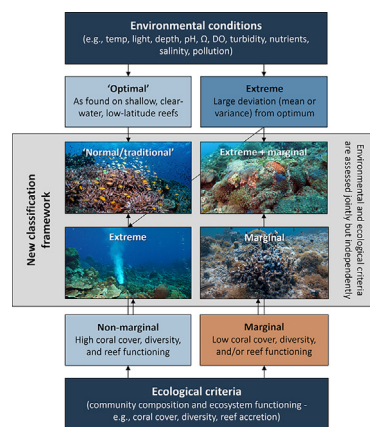 Environmental conditions
(e.g., temp, light, depth, pH, Ω, DO, turbidity, nutrients,
salinity, pollution)
'Optimal'
As found on shallow, clear-
water, low-latitude reefs
Extreme
Large deviation (mean or
variance) from optimum
New classification
framework
'Normal/traditional'
Extreme + marginal
Extreme
Marginal
Environmental and ecological criteria
are assessed jointly but independently
Non-marginal
High coral cover, diversity,
and reef functioning
Marginal
Low coral cover, diversity,
and/or reef functioning
Ecological criteria
(community composition and ecosystem functioning -
e.g., coral cover, diversity, reef accretion)